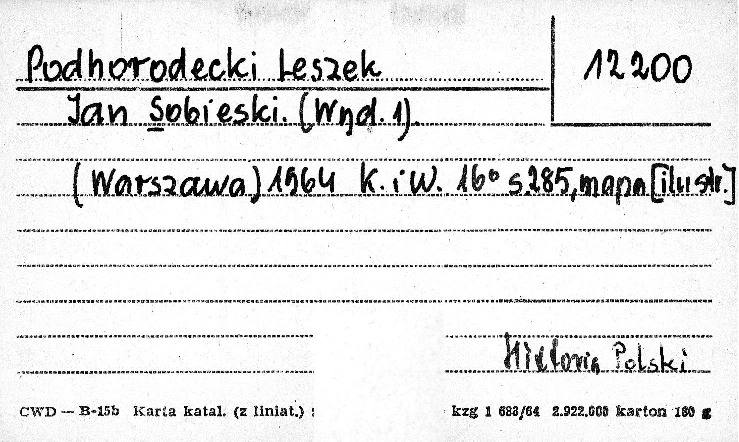 Podhorodecki Leszek 12200
Jan Sobieski. (Wyd. 1).
(Warszawa) 1964 K. i W. 16° s 285, mapa [ilustr.]
Historia Polski
CWD — B-15b Karta katal. (z liniat.) kzg 1 683/64 2.922.000 karton 180 g